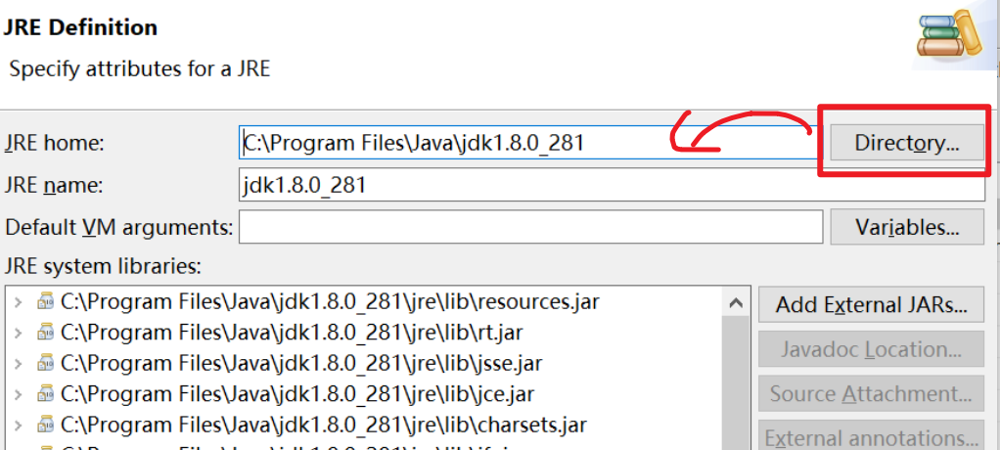 JRE Definition
Specify attributes for a JRE
JRE home: C:\Program Files\Java\jdk1.8.0_281 Directory...
JRE name: jdk1.8.0_281
Default VM arguments: Variables...
JRE system libraries:
C:\Program Files\Java\jdk1.8.0_281\jre\lib\resources.jar
Add External JARs...
C:\Program Files\Java\jdk1.8.0_281\jre\lib\rt.jar
Javadoc Location...
C:\Program Files\Java\jdk1.8.0_281\jre\lib\jsse.jar
C:\Program Files\Java\jdk1.8.0_281\jre\lib\jce.jar
Source Attachment...
C:\Program Files\Java\jdk1.8.0_281\jre\lib\charsets.jar
External annotations...